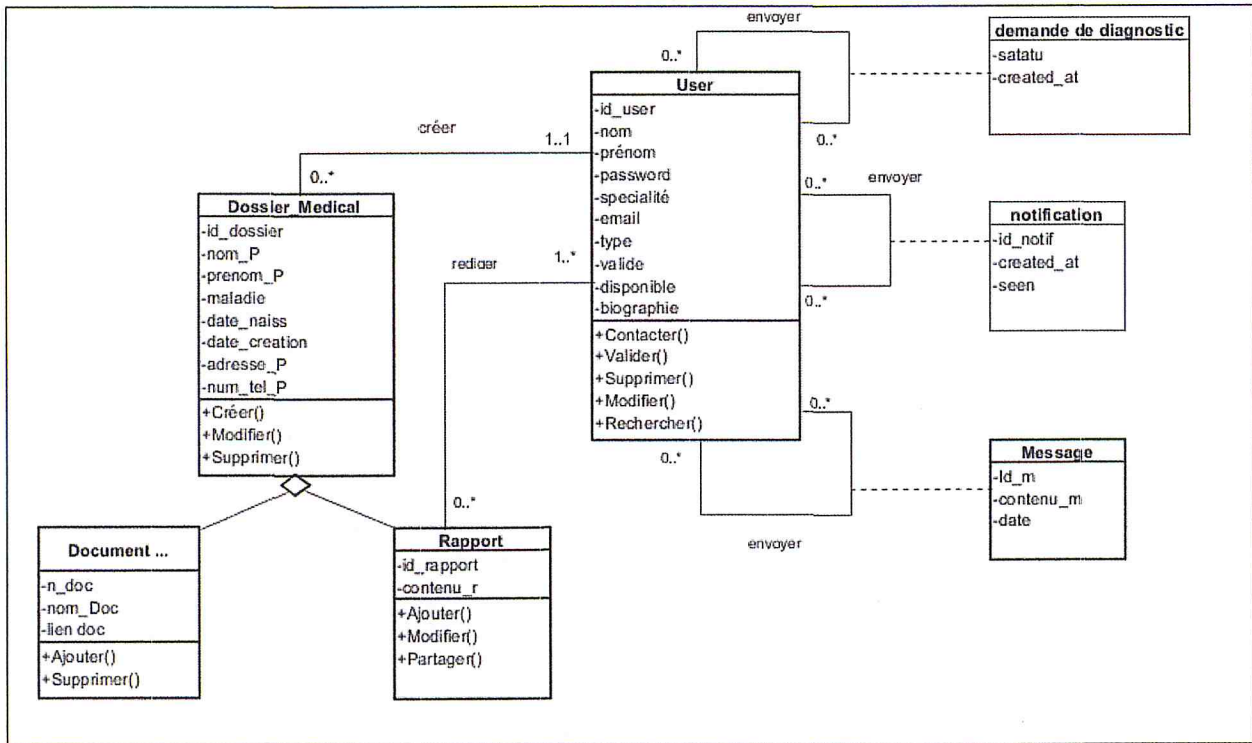 envoyer
0..*
demande de diagnostic
-satatu
-created_at
0..*
User
-id_user
-nom
-prénom
-password
-specialité
-email
-type
-valide
-disponible
-biographie
+Contacter()
+Valider()
+Supprimer()
+Modifier()
+Rechercher()
créer
1..1
0..*
Dossier_Medical
-id_dossier
-nom_P
-prenom_P
-maladie
-date_naiss
-date_creation
-adresse_P
-num_tel_P
+Créer()
+Modifier()
+Supprimer()
rediger
1..*
0..*
0..*
envoyer
0..*
notification
-id_notif
-created_at
-seen
0..*
0..*
envoyer
Message
-Id_m
-contenu_m
-date
Document ...
-n_doc
-nom_Doc
-lien doc
+Ajouter()
+Supprimer()
Rapport
-id_rapport
-contenu_r
+Ajouter()
+Modifier()
+Partager()